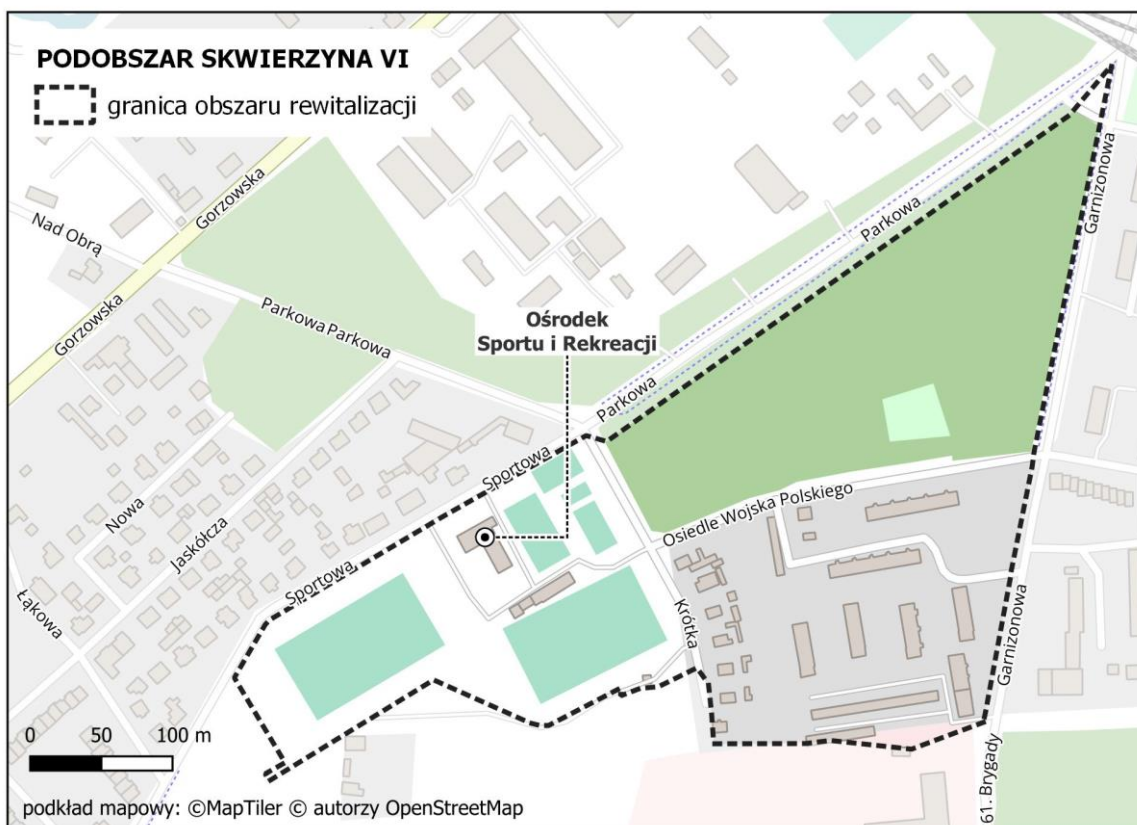 PODOBSZAR SKWIERZYNA VI
granica obszaru rewitalizacji
Gorzowska
Nad Obrą
Gorzowska
Parkowa Parkowa
Parkowa
Garnizonowa
Ośrodek
Sportu i Rekreacji
Parkowa
Sportowa
Nowa
Jaskółcza
Osiedle Wojska Polskiego
Sportowa
Łąkowa
Krótka
Garnizonowa
61. Brygady
0 50 100 m
podkład mapowy: ©MapTiler © autorzy OpenStreetMap